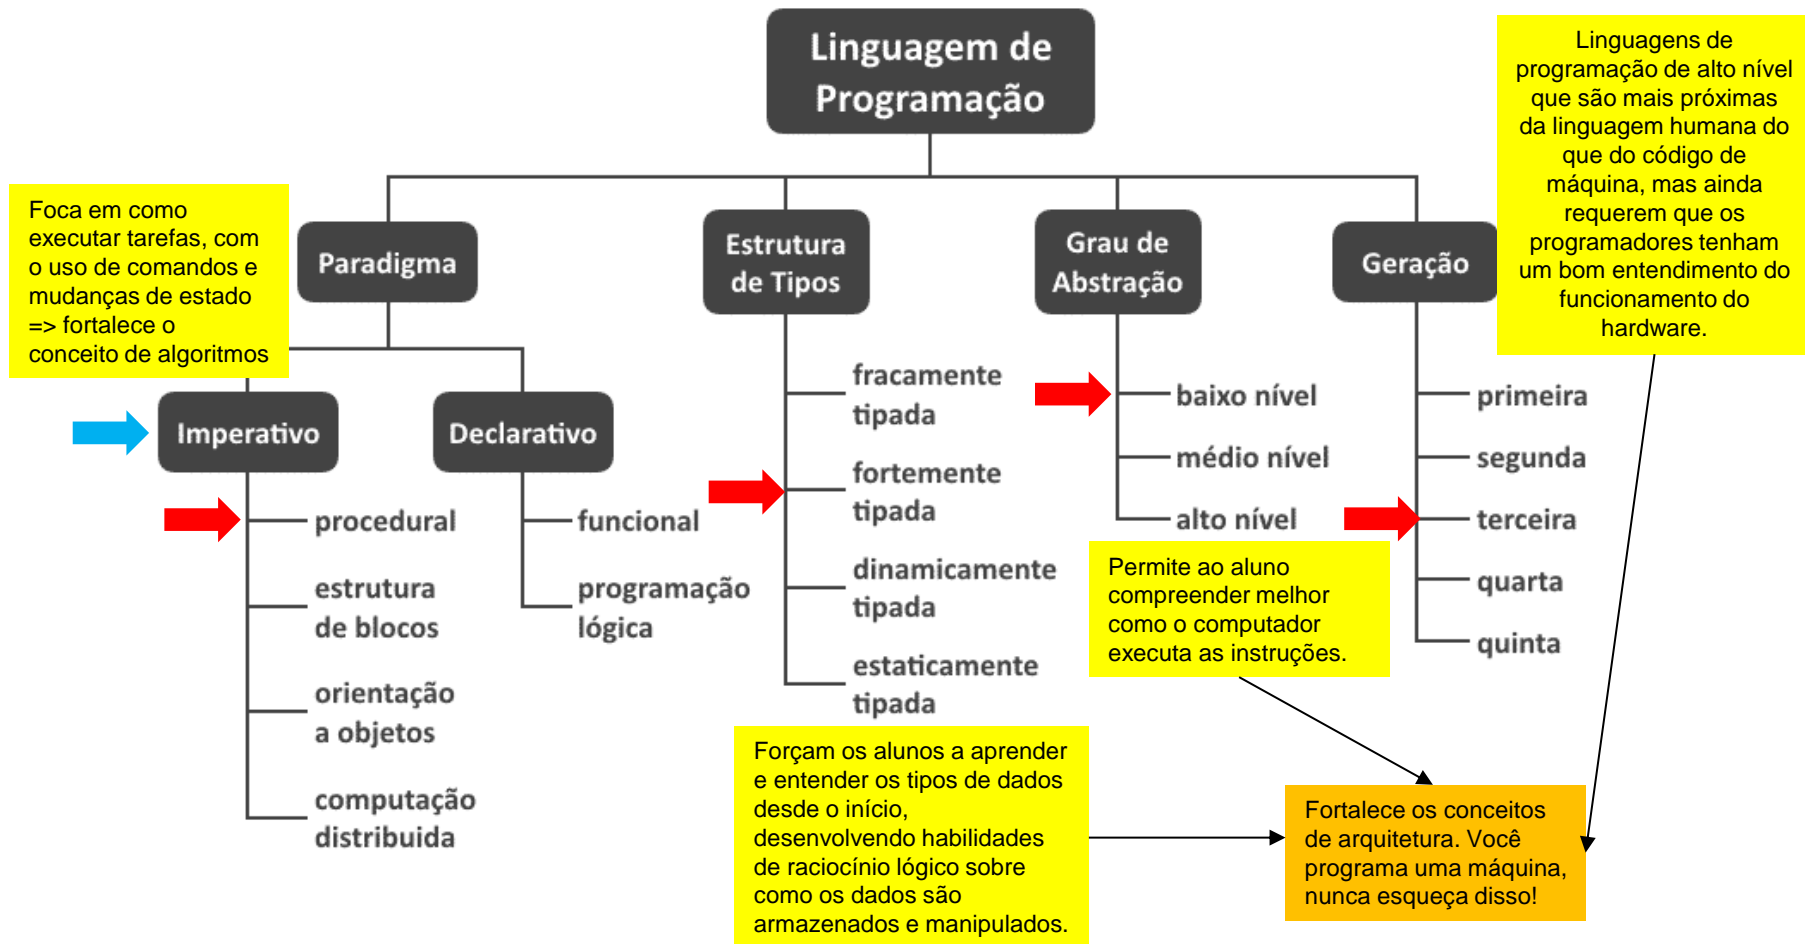 Linguagem de
Programação
Linguagens de
programação de alto nível
que são mais próximas
da linguagem humana do
que do código de
máquina, mas ainda
requerem que os
programadores tenham
um bom entendimento do
funcionamento do
hardware.
Foca em como
executar tarefas, com
o uso de comandos e
mudanças de estado
=> fortalece o
conceito de algoritmos
Paradigma
Estrutura
de Tipos
Grau de
Abstração
Geração
Imperativo
Declarativo
procedural
estrutura
de blocos
orientação
a objetos
computação
distribuida
funcional
programação
lógica
fracamente
tipada
fortemente
tipada
dinamicamente
tipada
estaticamente
tipada
baixo nível
médio nível
alto nível
primeira
segunda
terceira
quarta
quinta
Permite ao aluno
compreender melhor
como o computador
executa as instruções.
Forçam os alunos a aprender
e entender os tipos de dados
desde o início,
desenvolvendo habilidades
de raciocínio lógico sobre
como os dados são
armazenados e manipulados.
Fortalece os conceitos
de arquitetura. Você
programa uma máquina,
nunca esqueça disso!